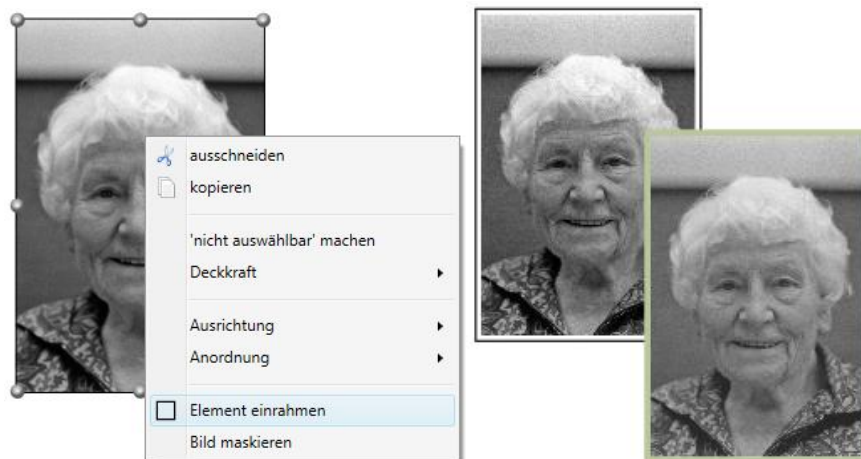 ausschneiden
kopieren
'nicht auswählbar' machen
Deckkraft
Ausrichtung
Anordnung
Element einrahmen
Bild maskieren